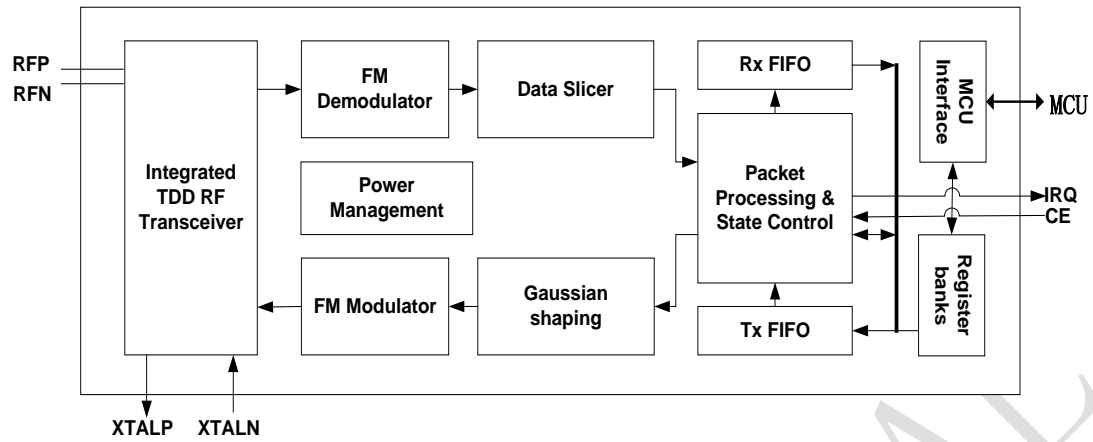 RFP
RFN
Integrated
TDD RF
Transceiver
FM
Demodulator
Data Slicer
Power
Management
FM Modulator
Gaussian
shaping
Rx FIFO
Packet
Processing &
State Control
Tx FIFO
MCU
Interface
Register
banks
MCU
IRQ
CE
XTALP
XTALN